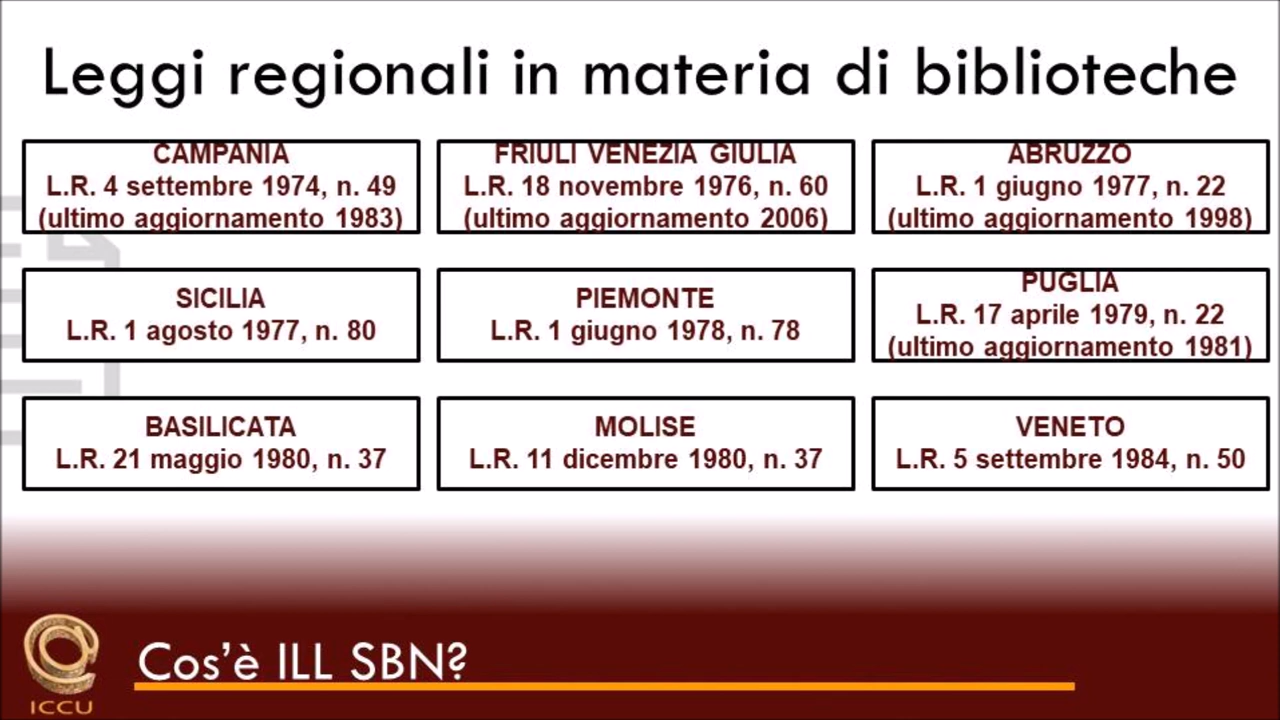 Leggi regionali in materia di biblioteche
CAMPANIA
L.R. 4 settembre 1974, n. 49
(ultimo aggiornamento 1983)
FRIULI VENEZIA GIULIA
L.R. 18 novembre 1976, n. 60
(ultimo aggiornamento 2006)
ABRUZZO
L.R. 1 giugno 1977, n. 22
(ultimo aggiornamento 1998)
SICILIA
L.R. 1 agosto 1977, n. 80
PIEMONTE
L.R. 1 giugno 1978, n. 78
PUGLIA
L.R. 17 aprile 1979, n. 22
(ultimo aggiornamento 1981)
BASILICATA
L.R. 21 maggio 1980, n. 37
MOLISE
L.R. 11 dicembre 1980, n. 37
VENETO
L.R. 5 settembre 1984, n. 50
Cos'è ILL SBN?
ICCU